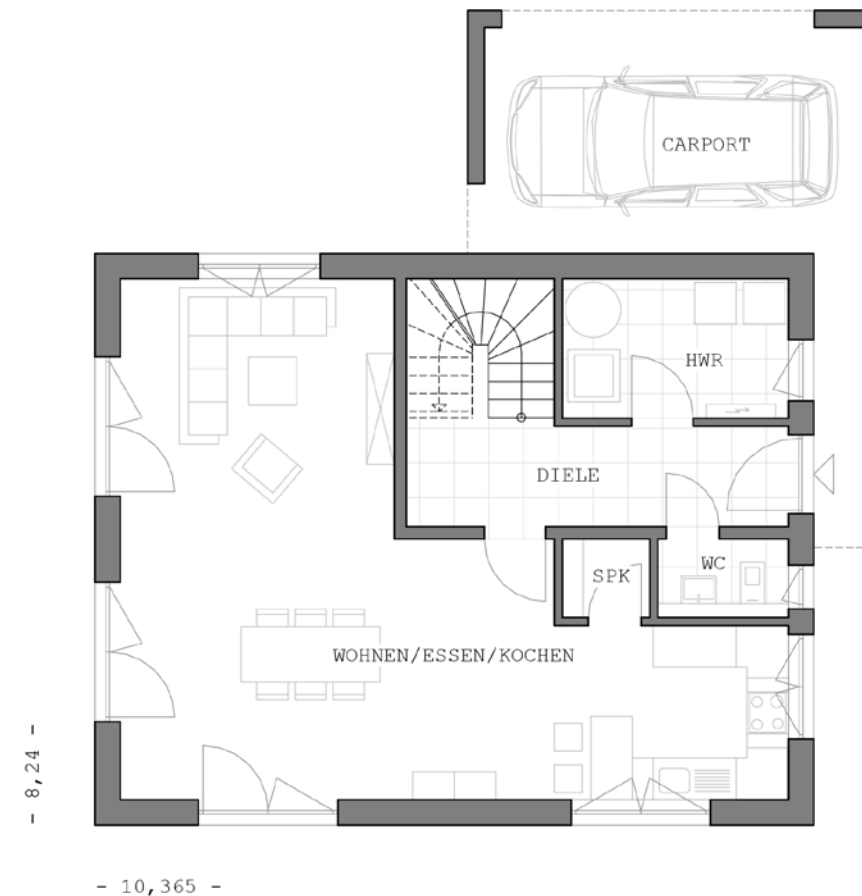 CARPORT
HWR
DIELE
WC
SPK
WOHNEN/ESSEN/KOCHEN
- 8,24 -
- 10,365 -